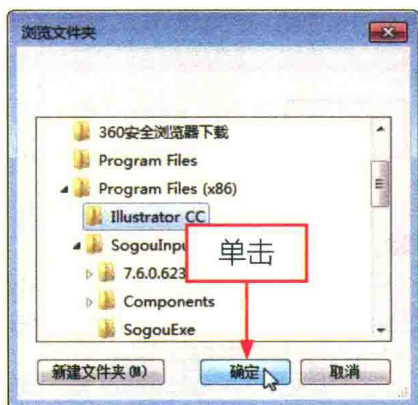 浏览文件夹
360安全浏览器下载
Program Files
Program Files (x86)
Illustrator CC
SogouInpu
单击
7.6.0.623
Components
SogouExe
新建文件夹(M)
确定
取消